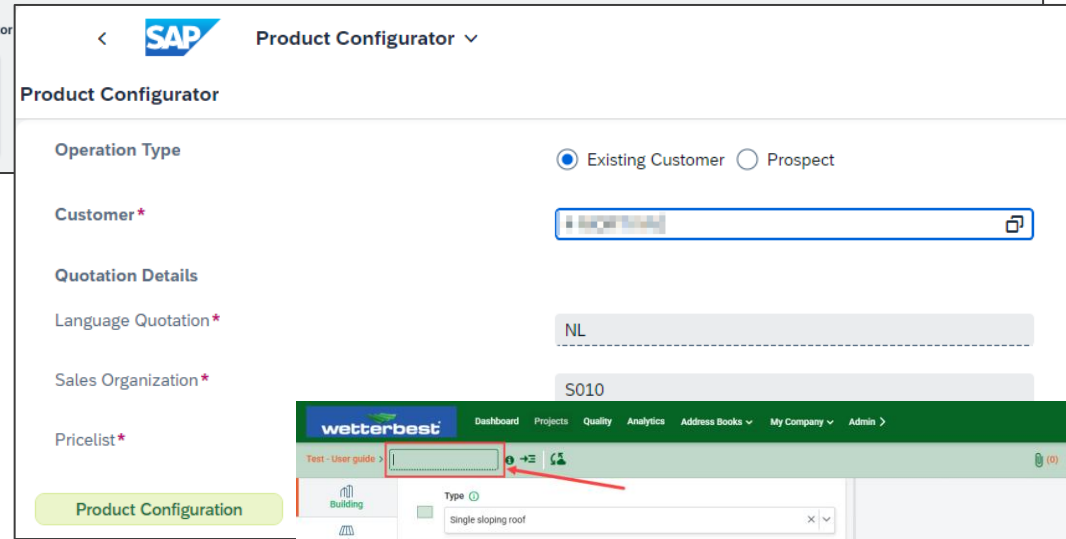 or
SAP
Product Configurator
Product Configurator
Operation Type
Existing Customer
Prospect
Customer*
Quotation Details
Language Quotation*
NL
Sales Organization*
S010
Pricelist*
Product Configuration
wetterbest
Dashboard Projects Quality Analytics Address Books My Company Admin >
Test - User guide >
(0)
Building
Type
Single sloping roof